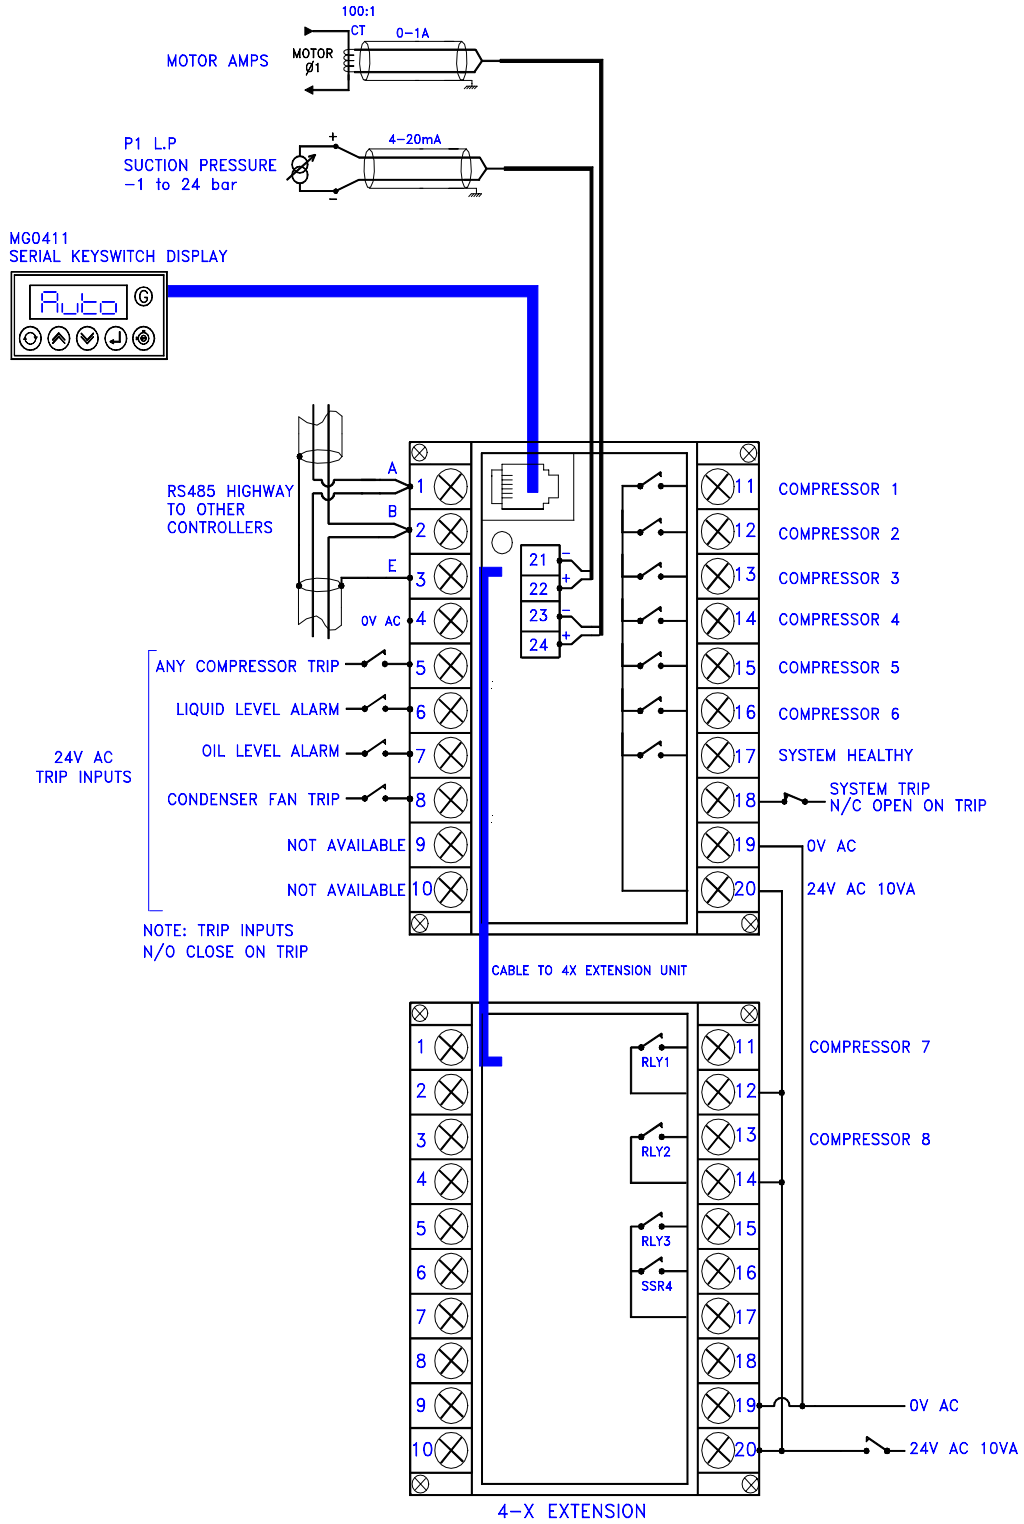 100:1
CT
0-1A
MOTOR AMPS
MOTOR
Ø1
P1 L.P
SUCTION PRESSURE
-1 to 24 bar
+
4-20mA
-
MG0411
SERIAL KEYSWITCH DISPLAY
Auto
G
RS485 HIGHWAY
TO OTHER
CONTROLLERS
A
B
E
0V AC
ANY COMPRESSOR TRIP
LIQUID LEVEL ALARM
OIL LEVEL ALARM
CONDENSER FAN TRIP
NOT AVAILABLE
NOT AVAILABLE
24V AC
TRIP INPUTS
NOTE: TRIP INPUTS
N/O CLOSE ON TRIP
1
2
3
4
5
6
7
8
9
10
21 -
22 +
23 -
24 +
11 COMPRESSOR 1
12 COMPRESSOR 2
13 COMPRESSOR 3
14 COMPRESSOR 4
15 COMPRESSOR 5
16 COMPRESSOR 6
17 SYSTEM HEALTHY
18 SYSTEM TRIP
N/C OPEN ON TRIP
19 0V AC
20 24V AC 10VA
CABLE TO 4X EXTENSION UNIT
1
2
3
4
5
6
7
8
9
10
RLY1
RLY2
RLY3
SSR4
11 COMPRESSOR 7
12
13 COMPRESSOR 8
14
15
16
17
18
19 0V AC
20 24V AC 10VA
4-X EXTENSION